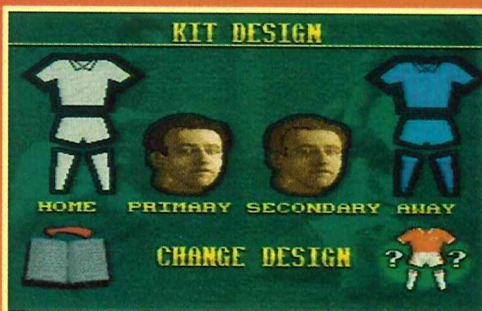 KIT DESIGN
HOME PRIMARY SECONDARY AWAY
CHANGE DESIGN
? ?